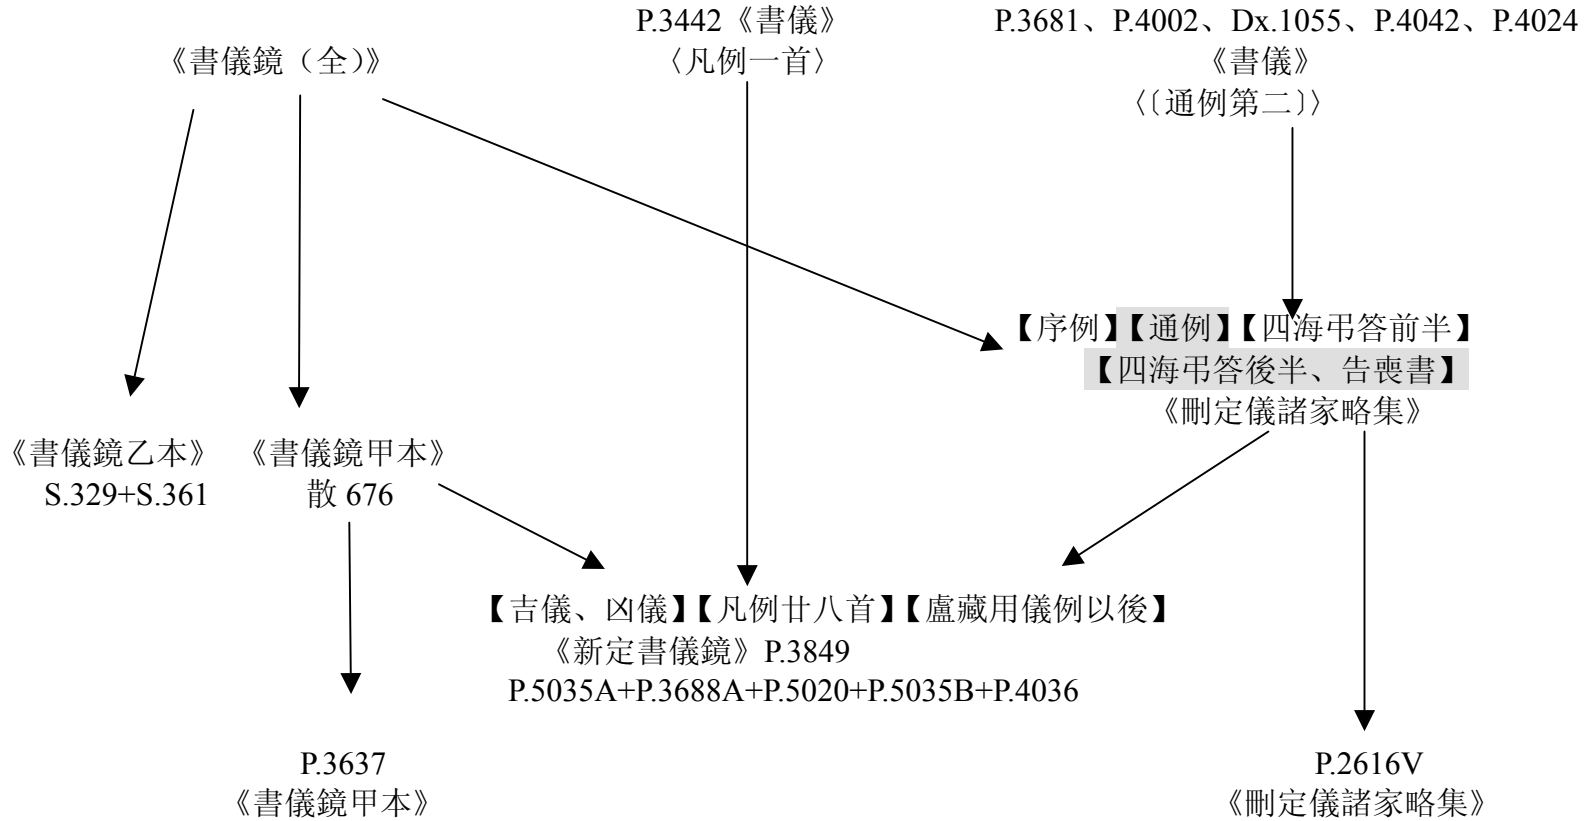 P.3442《書儀》
P.3681、P.4002、Dx.1055、P.4042、P.4024
《書儀鏡（全）》
〈凡例一首〉
《書儀》
〈〔通例第二〕〉
【序例】【通例】【四海弔答前半】
【四海弔答後半、告喪書】
《刪定儀諸家略集》
《書儀鏡乙本》
《書儀鏡甲本》
S.329+S.361
散 676
【吉儀、凶儀】【凡例廿八首】【盧藏用儀例以後】
《新定書儀鏡》P.3849
P.5035A+P.3688A+P.5020+P.5035B+P.4036
P.3637
《書儀鏡甲本》
P.2616V
《刪定儀諸家略集》